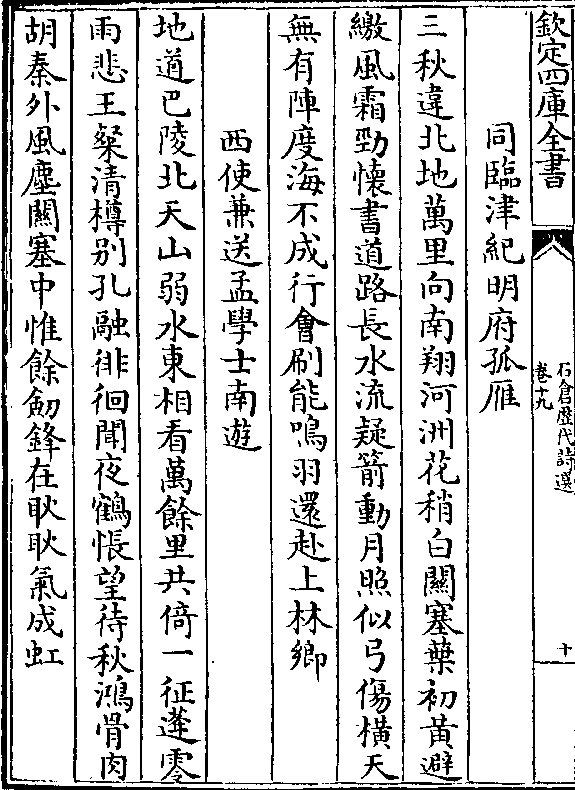 欽定四庫全書
石倉歷代詩選
卷十九
十
同臨津紀明府孤雁
三秋違北地萬里向南翔河洲花稍白關塞葉初黃避
繳風霜勁懷書道路長水流疑箭動月照似弓傷橫天
無有陣度海不成行會刷能鳴羽還赴上林鄉
西使兼送孟學士南遊
地道巴陵北天山弱水東相看萬餘里共倚一征蓬零
雨悲王粲清樽別孔融徘徊聞夜鶴悵望待秋鴻骨肉
胡秦外風塵關塞中惟餘劒鋒在耿耿氣成虹